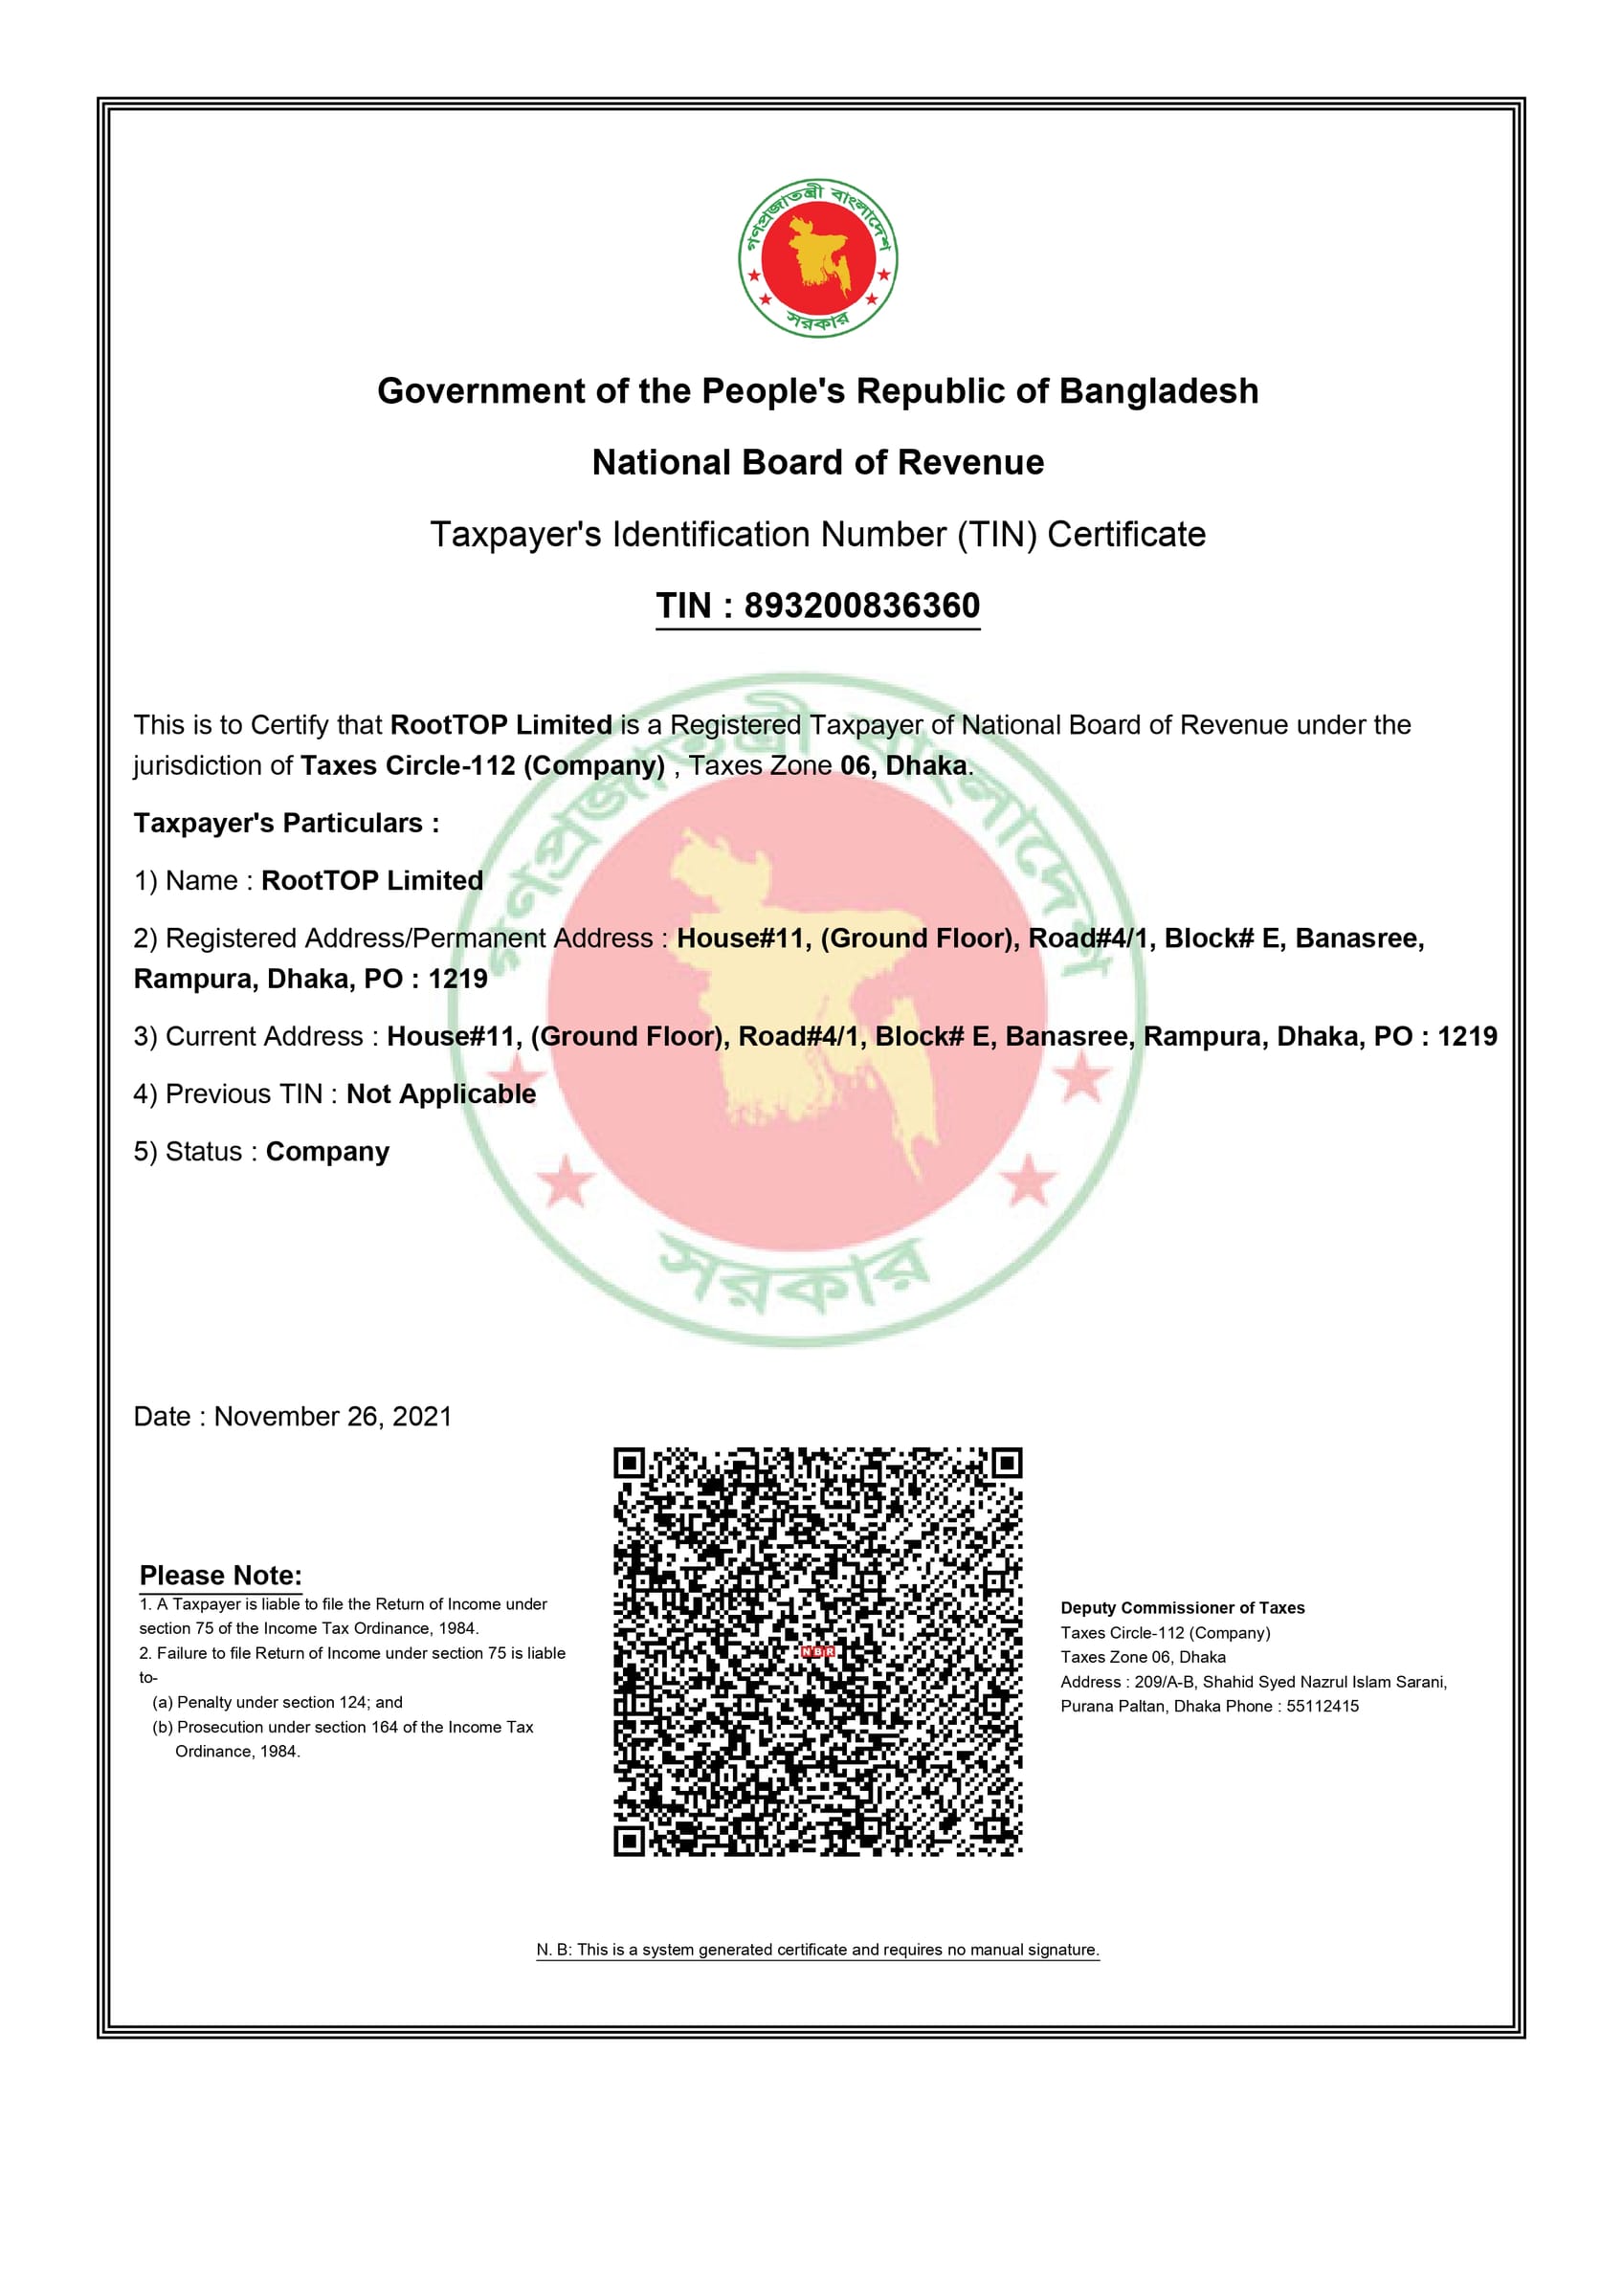 গণপ্রজাতন্ত্রী বাংলাদেশ
সরকার
Government of the People's Republic of Bangladesh
National Board of Revenue
Taxpayer's Identification Number (TIN) Certificate
TIN : 893200836360
This is to Certify that RootTOP Limited is a Registered Taxpayer of National Board of Revenue under the
jurisdiction of Taxes Circle-112 (Company) , Taxes Zone 06, Dhaka.
Taxpayer's Particulars :
1) Name : RootTOP Limited
2) Registered Address/Permanent Address : House#11, (Ground Floor), Road#4/1, Block# E, Banasree,
Rampura, Dhaka, PO : 1219
3) Current Address : House#11, (Ground Floor), Road#4/1, Block# E, Banasree, Rampura, Dhaka, PO : 1219
4) Previous TIN : Not Applicable
5) Status : Company
গণপ্রজাতন্ত্রী বাংলাদেশ
সরকার
Date : November 26, 2021
Please Note:
1. A Taxpayer is liable to file the Return of Income under
section 75 of the Income Tax Ordinance, 1984.
2. Failure to file Return of Income under section 75 is liable
to-
(a) Penalty under section 124; and
(b) Prosecution under section 164 of the Income Tax
Ordinance, 1984.
NBR
Deputy Commissioner of Taxes
Taxes Circle-112 (Company)
Taxes Zone 06, Dhaka
Address : 209/A-B, Shahid Syed Nazrul Islam Sarani,
Purana Paltan, Dhaka Phone : 55112415
N. B: This is a system generated certificate and requires no manual signature.